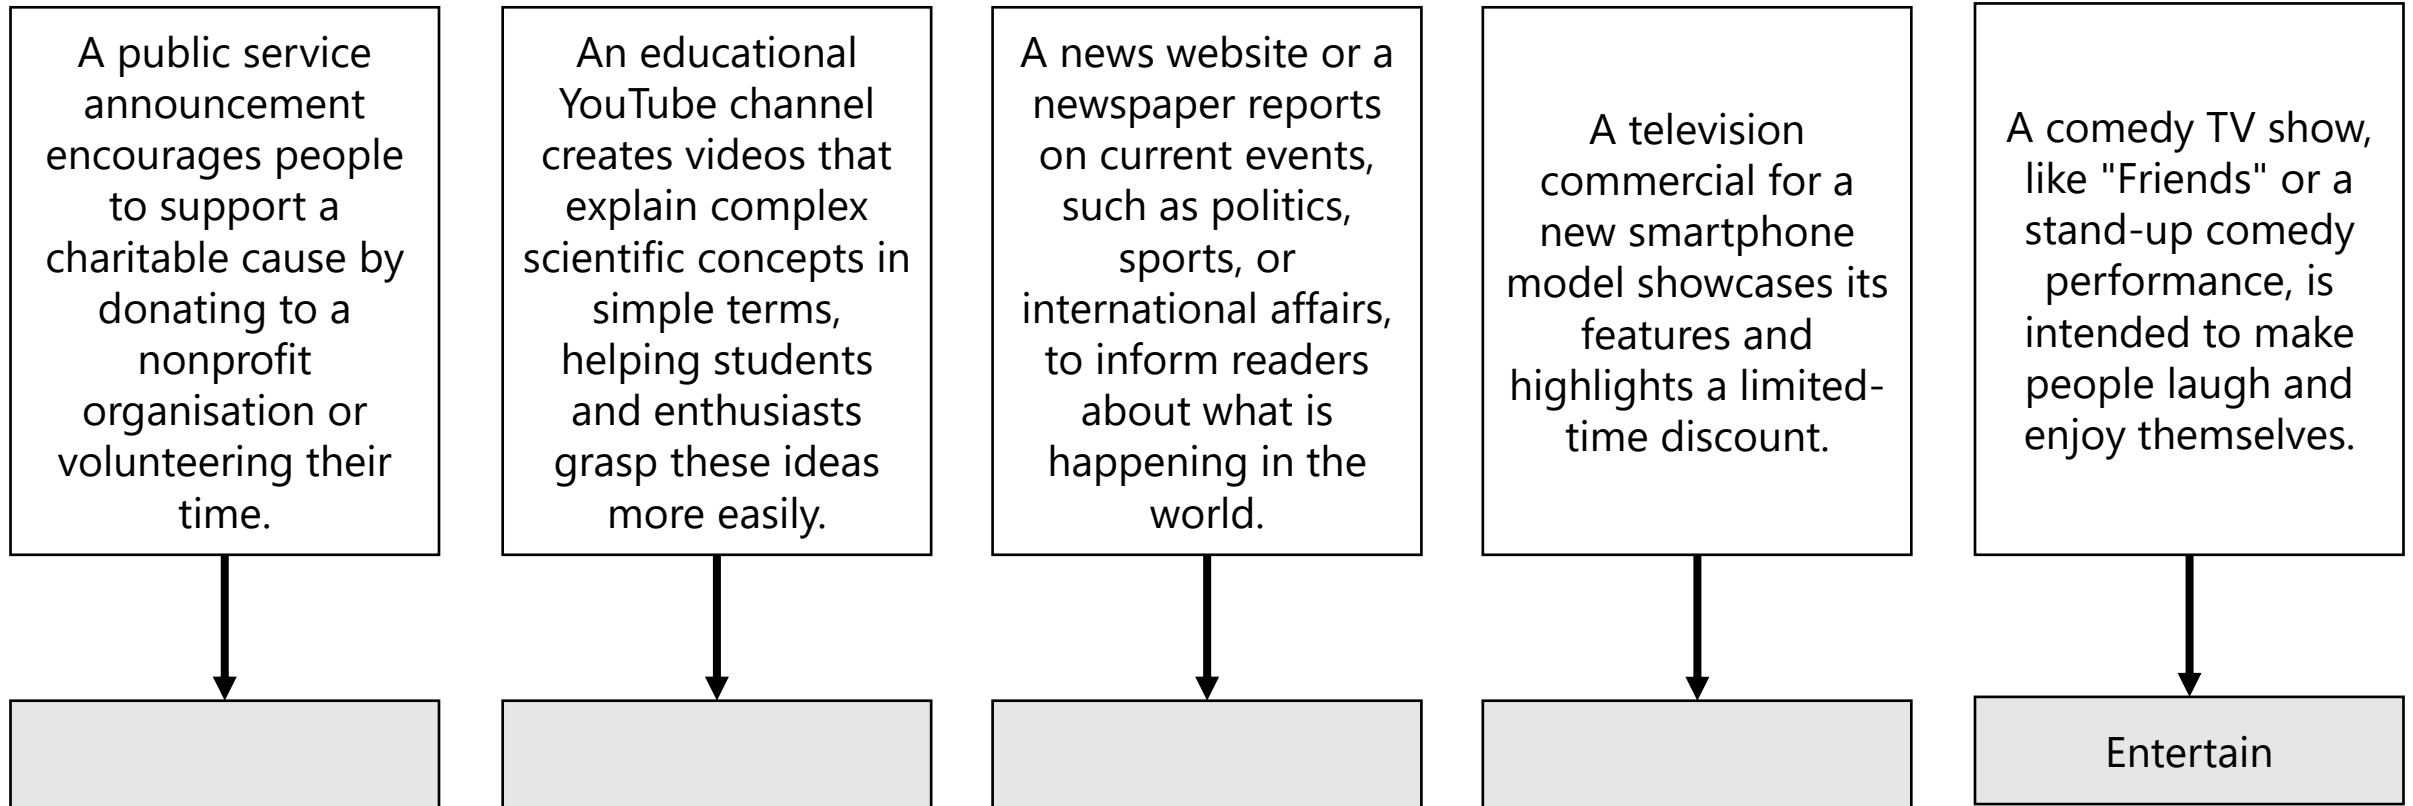 A public service
announcement
encourages people
to support a
charitable cause by
donating to a
nonprofit
organisation or
volunteering their
time.
An educational
YouTube channel
creates videos that
explain complex
scientific concepts in
simple terms,
helping students
and enthusiasts
grasp these ideas
more easily.
A news website or a
newspaper reports
on current events,
such as politics,
sports, or
international affairs,
to inform readers
about what is
happening in the
world.
A television
commercial for a
new smartphone
model showcases its
features and
highlights a limited-
time discount.
A comedy TV show,
like "Friends" or a
stand-up comedy
performance, is
intended to make
people laugh and
enjoy themselves.
Entertain